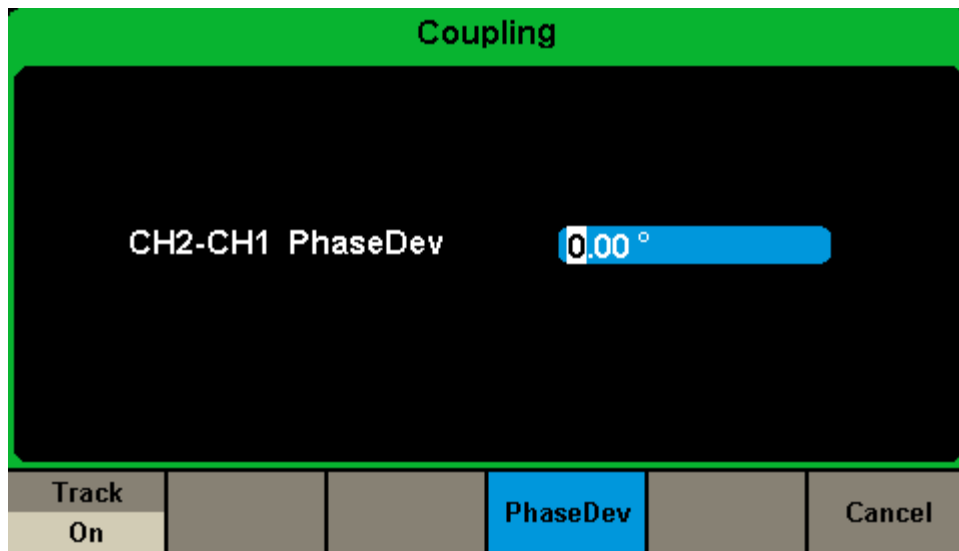 Coupling
CH2-CH1 PhaseDev 0.00 °
Track
On
PhaseDev
Cancel